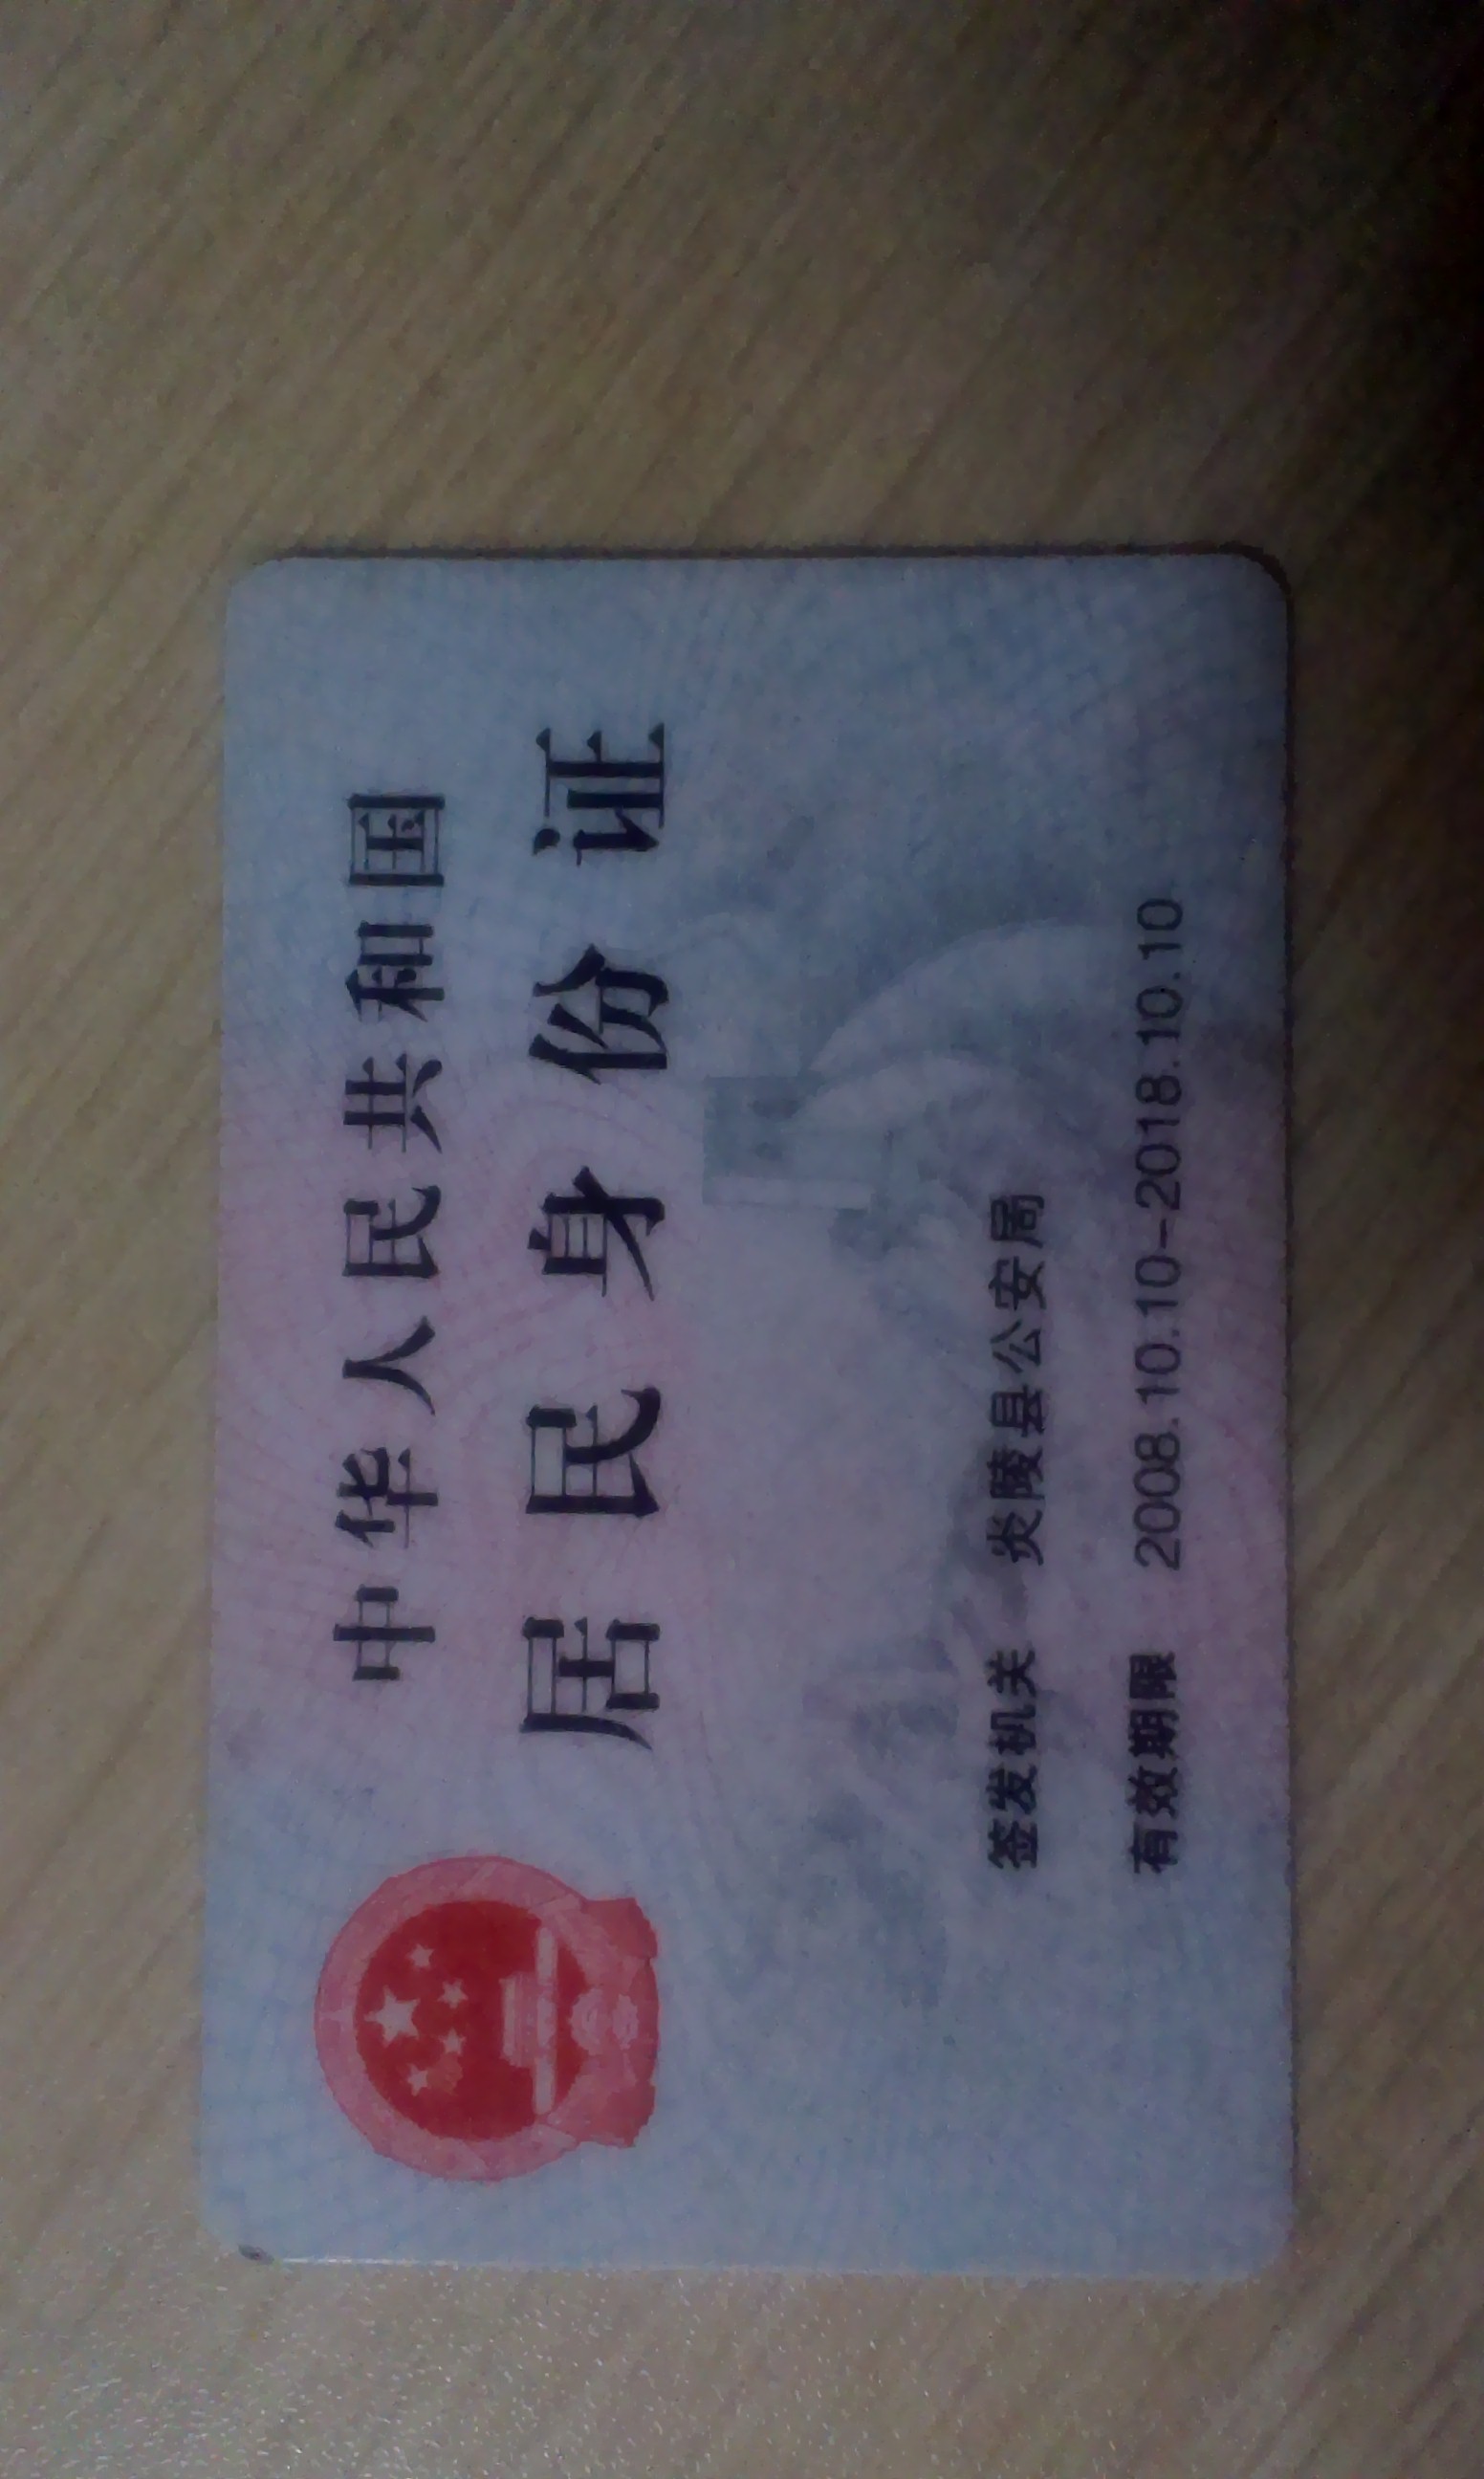 中华人民共和国
居民身份证
签发机关 炎陵县公安局
有效期限 2008.10.10-2018.10.10